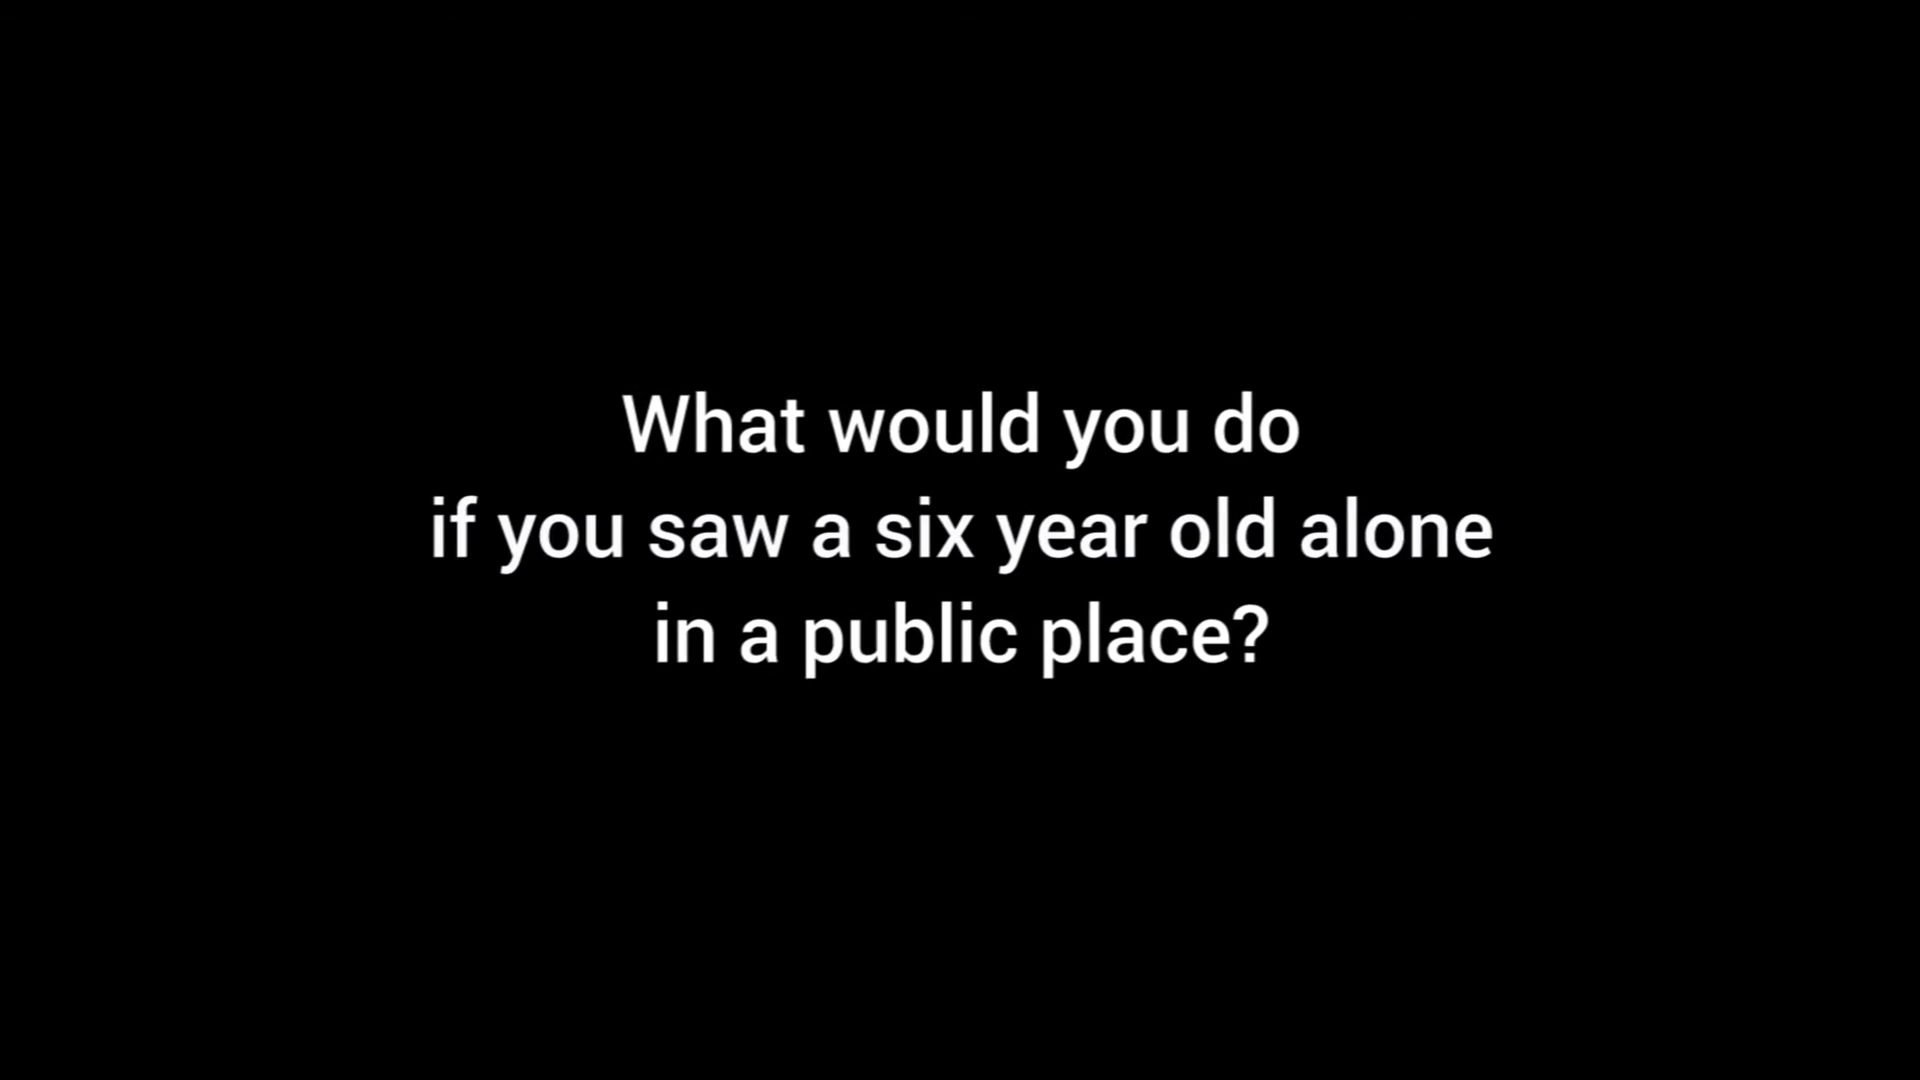 What would you do
if you saw a six year old alone
in a public place?